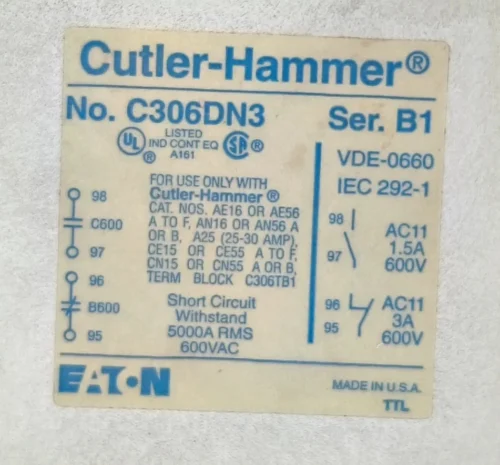 Cutler-Hammer®
No. C306DN3 Ser. B1
UL ® LISTED IND CONT EQ A161 SA ®
VDE-0660
IEC 292-1
FOR USE ONLY WITH
Cutler-Hammer ®
CAT. NOS. AE16 OR AE56
A TO F, AN16 OR AN56 A
OR B, A25 (25-30 AMP),
CE15 OR CE55 A TO F,
CN15 OR CN55 A OR B,
TERM BLOCK C306TB1
98
C600
97
96
B600
95
Short Circuit
Withstand
5000A RMS
600VAC
98
97
AC11
1.5A
600V
96
95
AC11
3A
600V
EATON
MADE IN U.S.A.
TTL